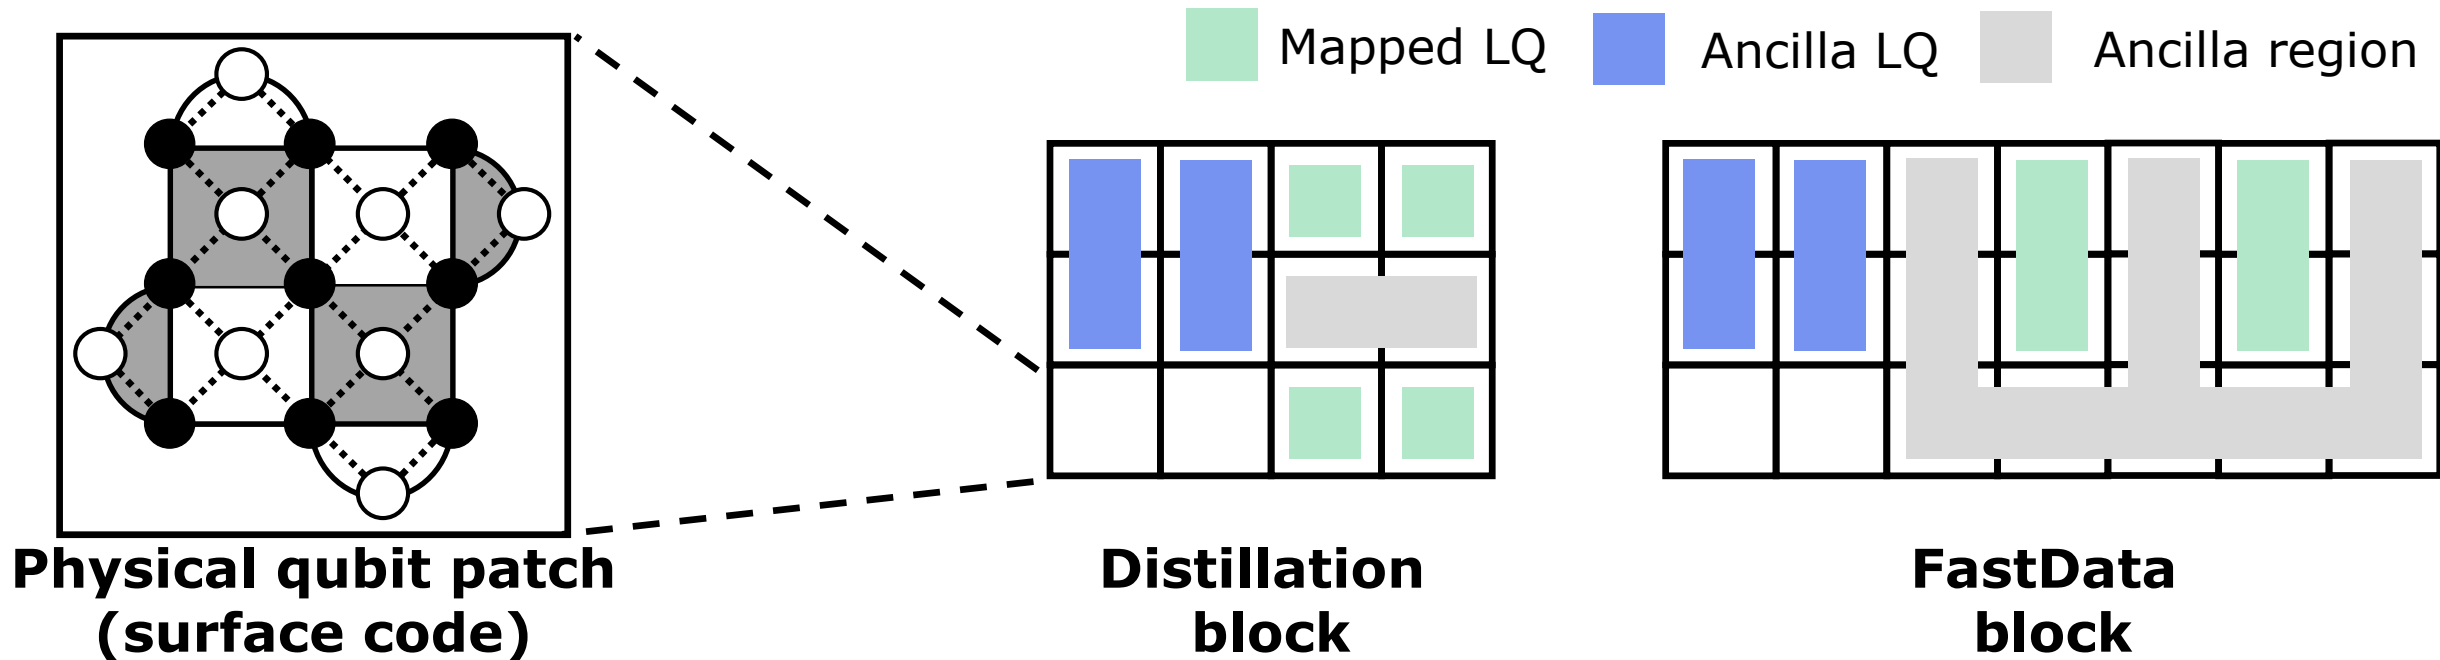 Mapped LQ
Ancilla LQ
Ancilla region
Physical qubit patch
(surface code)
Distillation
block
FastData
block